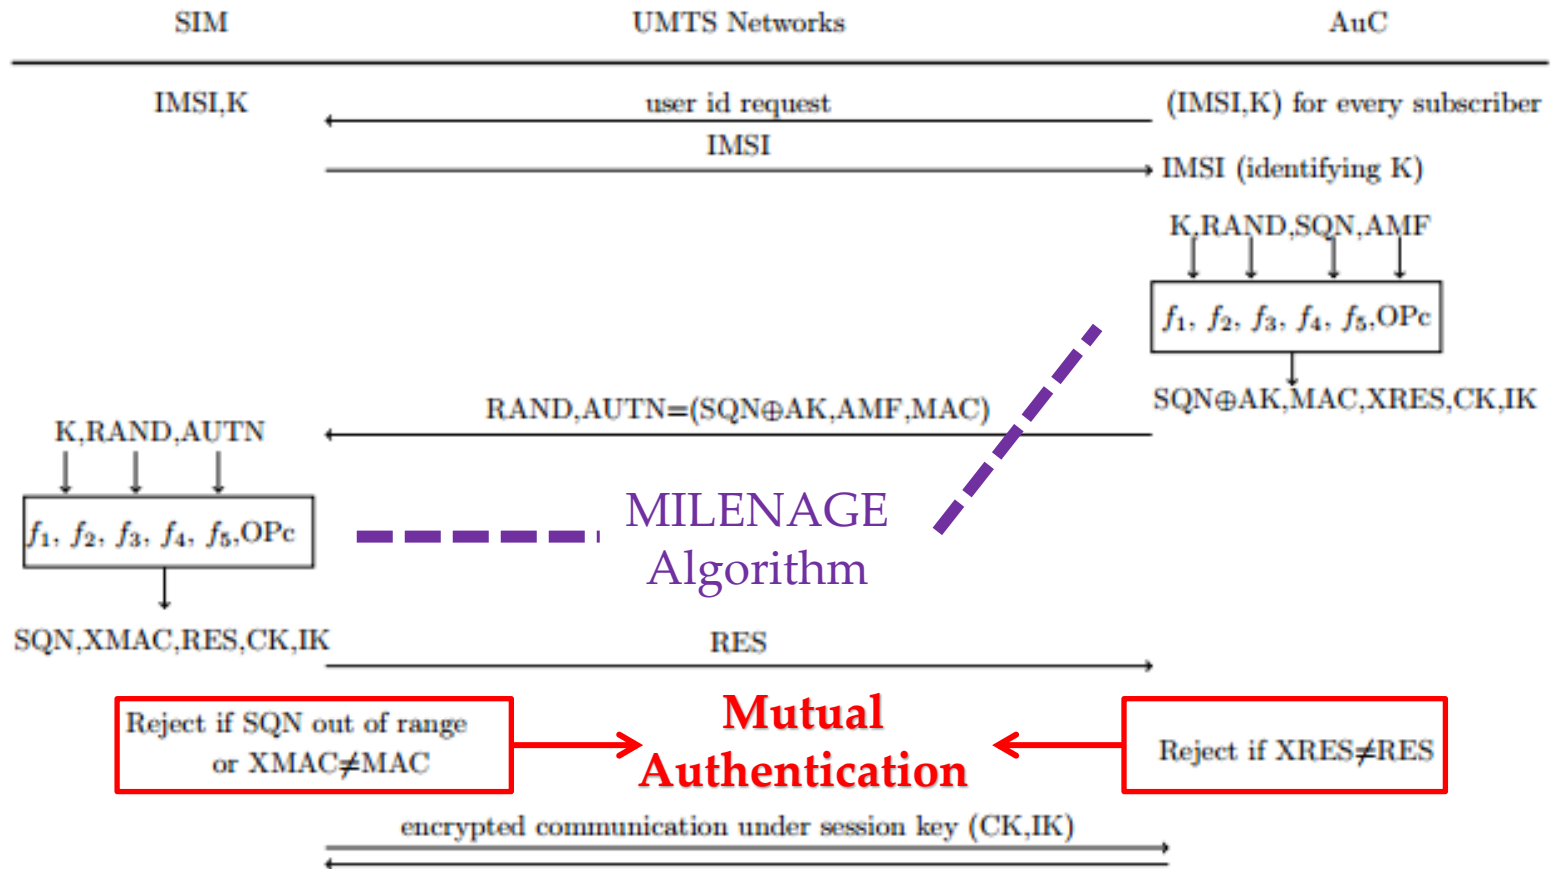 SIM UMTS Networks AuC
IMSI,K user id request (IMSI,K) for every subscriber
IMSI
IMSI (identifying K)
K,RAND,SQN,AMF
f₁, f₂, f₃, f₄, f₅,OPc
SQN⊕AK,MAC,XRES,CK,IK
RAND,AUTN=(SQN⊕AK,AMF,MAC)
K,RAND,AUTN
f₁, f₂, f₃, f₄, f₅,OPc
MILENAGE
Algorithm
SQN,XMAC,RES,CK,IK
RES
Reject if SQN out of range
or XMAC≠MAC
Mutual
Authentication
Reject if XRES≠RES
encrypted communication under session key (CK,IK)